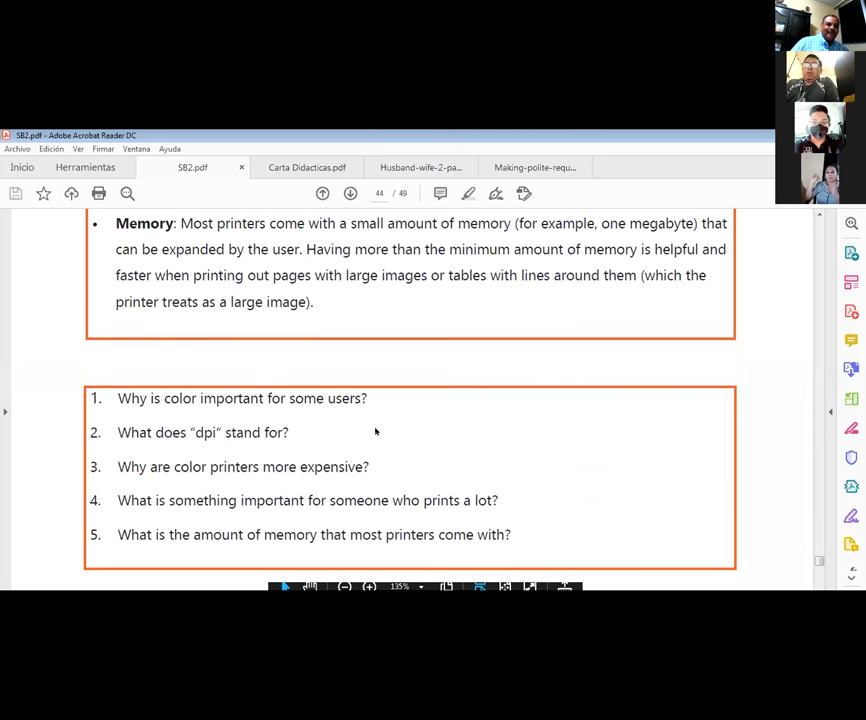 SB2.pdf - Adobe Acrobat Reader DC
Archivo Edición Ver Firmar Ventana Ayuda
Inicio Herramientas SB2.pdf × Carta Didacticas.pdf Husband-wife-2-pa... Making-polite-requ...
44 / 49
• Memory: Most printers come with a small amount of memory (for example, one megabyte) that
can be expanded by the user. Having more than the minimum amount of memory is helpful and
faster when printing out pages with large images or tables with lines around them (which the
printer treats as a large image).
1. Why is color important for some users?
2. What does “dpi” stand for?
3. Why are color printers more expensive?
4. What is something important for someone who prints a lot?
5. What is the amount of memory that most printers come with?
135%